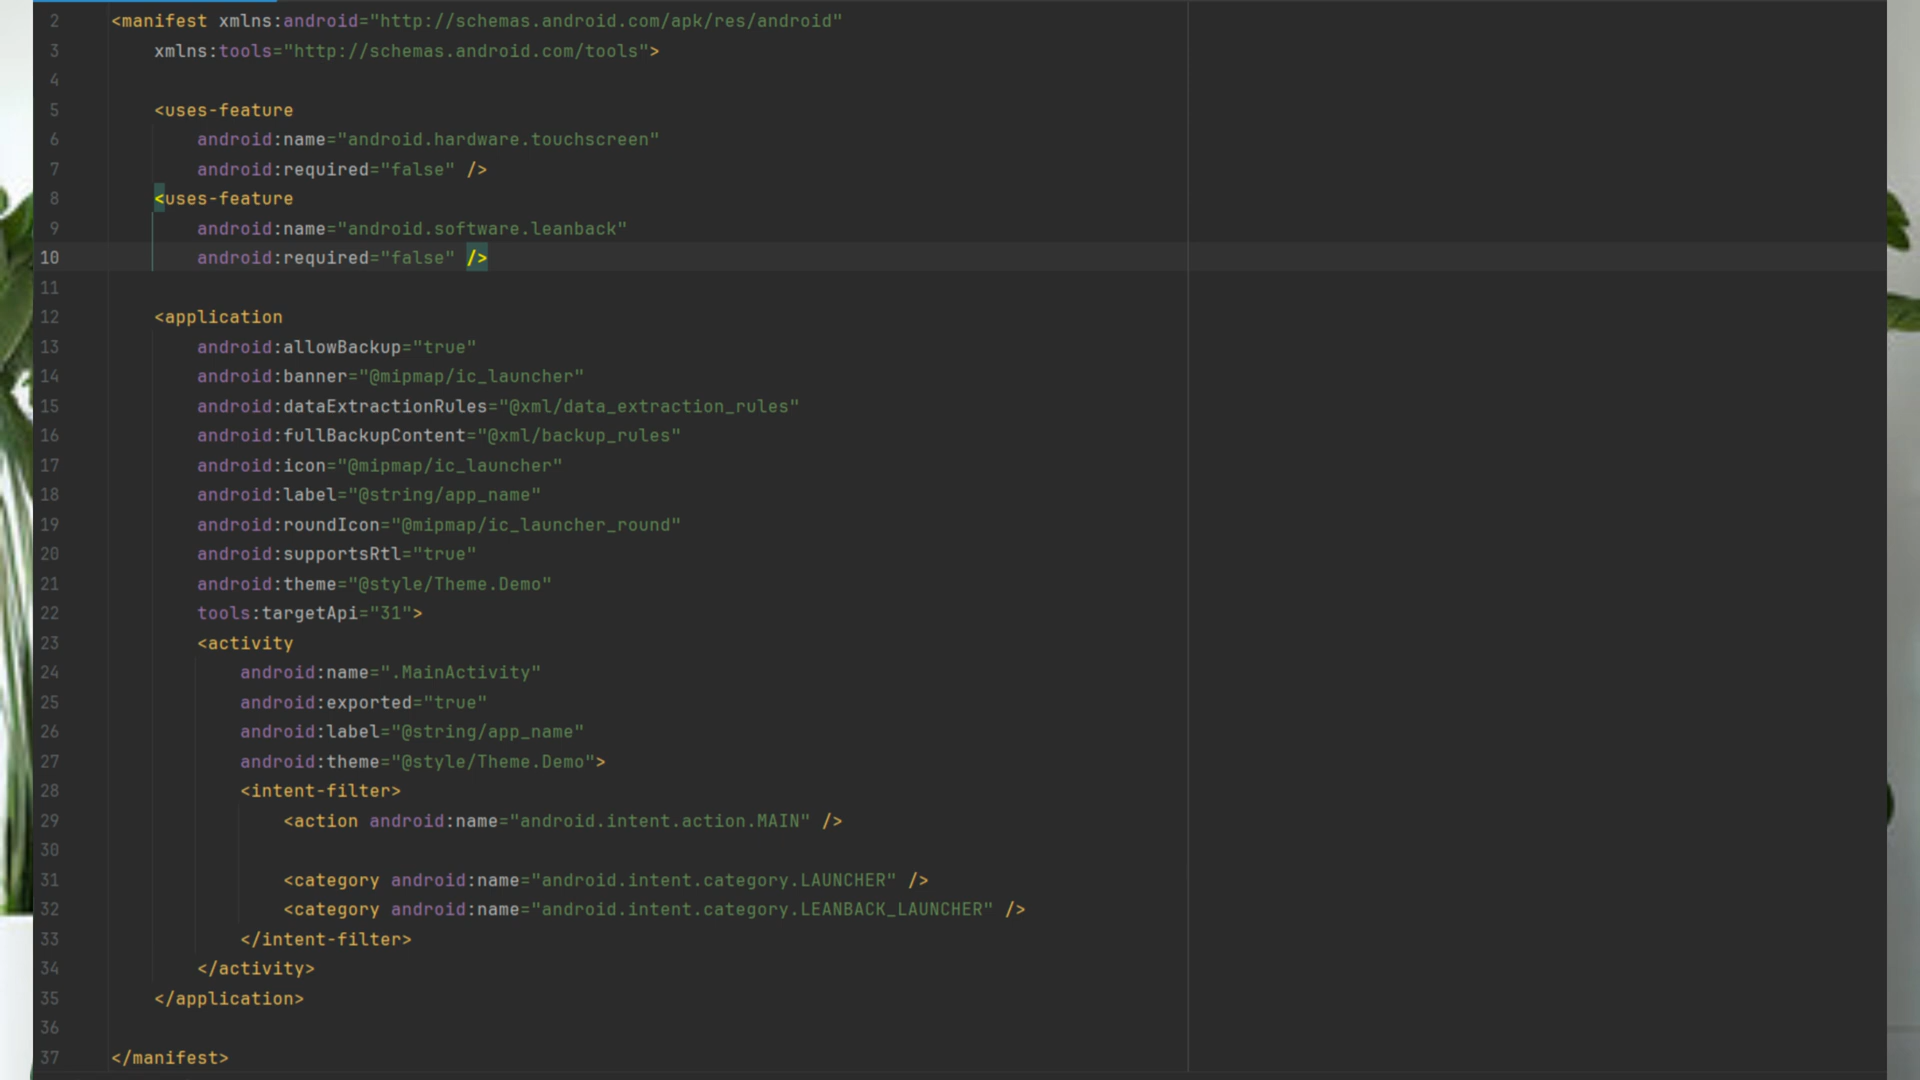 2 <manifest xmlns:android="http://schemas.android.com/apk/res/android"
3 xmlns:tools="http://schemas.android.com/tools">
4
5 <uses-feature
6 android:name="android.hardware.touchscreen"
7 android:required="false" />
8 <uses-feature
9 android:name="android.software.leanback"
10 android:required="false" />
11
12 <application
13 android:allowBackup="true"
14 android:banner="@mipmap/ic_launcher"
15 android:dataExtractionRules="@xml/data_extraction_rules"
16 android:fullBackupContent="@xml/backup_rules"
17 android:icon="@mipmap/ic_launcher"
18 android:label="@string/app_name"
19 android:roundIcon="@mipmap/ic_launcher_round"
20 android:supportsRtl="true"
21 android:theme="@style/Theme.Demo"
22 tools:targetApi="31">
23 <activity
24 android:name=".MainActivity"
25 android:exported="true"
26 android:label="@string/app_name"
27 android:theme="@style/Theme.Demo">
28 <intent-filter>
29 <action android:name="android.intent.action.MAIN" />
30
31 <category android:name="android.intent.category.LAUNCHER" />
32 <category android:name="android.intent.category.LEANBACK_LAUNCHER" />
33 </intent-filter>
34 </activity>
35 </application>
36
37 </manifest>